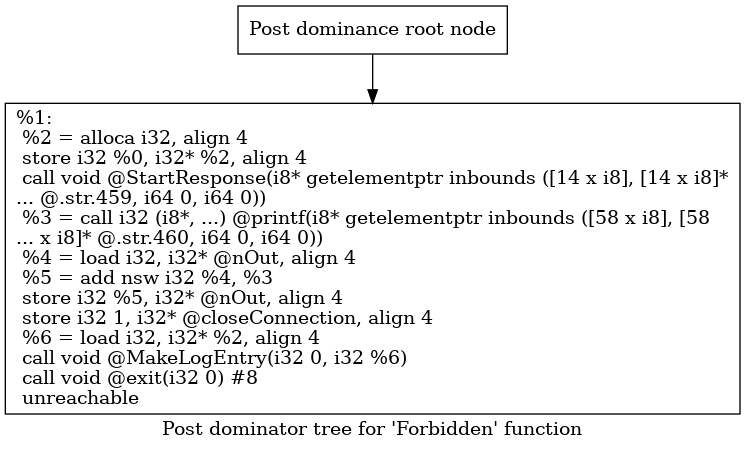 Post dominance root node
%1:
%2 = alloca i32, align 4
store i32 %0, i32* %2, align 4
call void @StartResponse(i8* getelementptr inbounds ([14 x i8], [14 x i8]*
... @.str.459, i64 0, i64 0))
%3 = call i32 (i8*, ...) @printf(i8* getelementptr inbounds ([58 x i8], [58
... x i8]* @.str.460, i64 0, i64 0))
%4 = load i32, i32* @nOut, align 4
%5 = add nsw i32 %4, %3
store i32 %5, i32* @nOut, align 4
store i32 1, i32* @closeConnection, align 4
%6 = load i32, i32* %2, align 4
call void @MakeLogEntry(i32 0, i32 %6)
call void @exit(i32 0) #8
unreachable
Post dominator tree for 'Forbidden' function